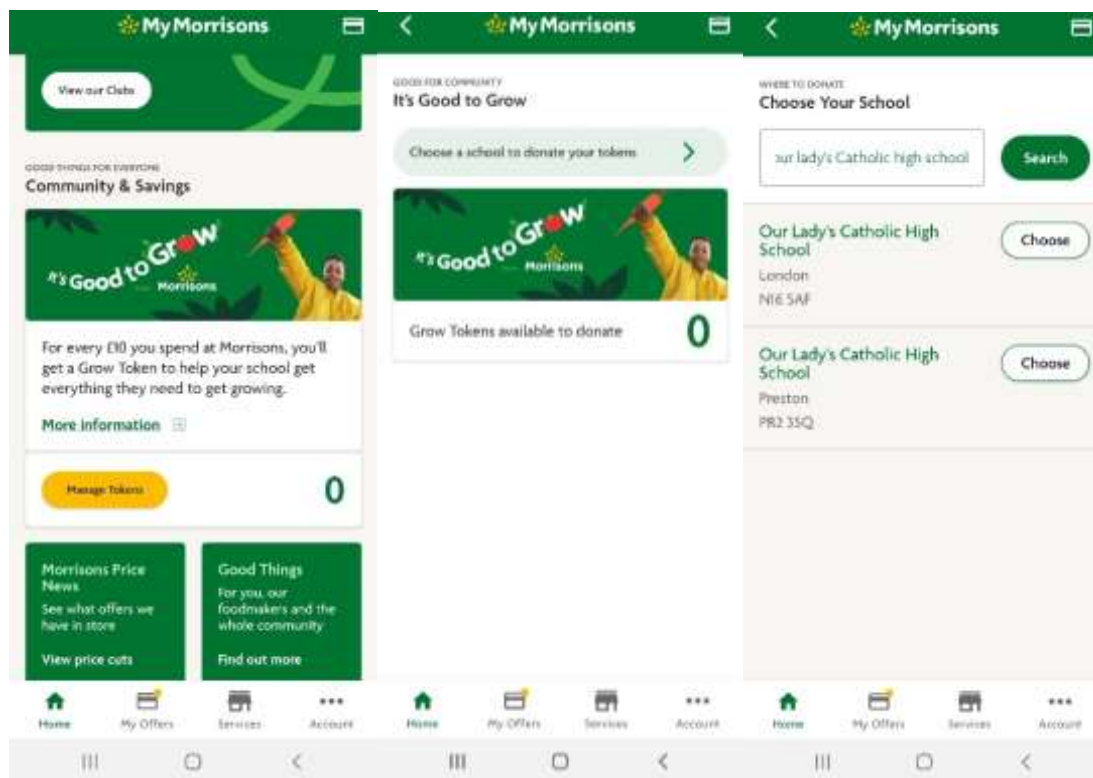 My Morrisons
View our Clubs
GOOD THINGS FOR EVERYONE
Community & Savings
It's Good to Grow
Morrisons
For every £10 you spend at Morrisons, you'll
get a Grow Token to help your school get
everything they need to get growing.
More information
Manage Tokens
0
Morrisons Price
News
See what offers we
have in store
View price cuts
Good Things
For you, our
foodmakers and the
whole community
Find out more
Home
My Offers
Services
Account
My Morrisons
GOOD FOR COMMUNITY
It's Good to Grow
Choose a school to donate your tokens
It's Good to Grow
Morrisons
Grow Tokens available to donate
0
Home
My Offers
Services
Account
My Morrisons
WHERE TO DONATE
Choose Your School
our lady's Catholic high school
Search
Our Lady's Catholic High
School
London
N16 5AF
Choose
Our Lady's Catholic High
School
Preston
PR2 3SQ
Choose
Home
My Offers
Services
Account